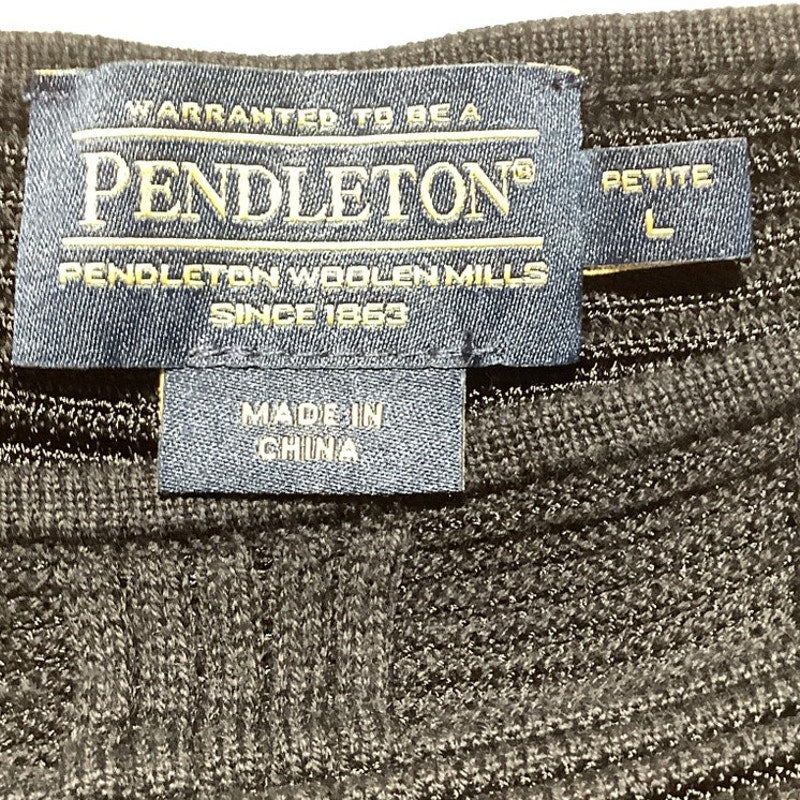 WARRANTED TO BE A
PENDLETON®
PENDLETON WOOLEN MILLS
SINCE 1863
PETITE
L
MADE IN
CHINA